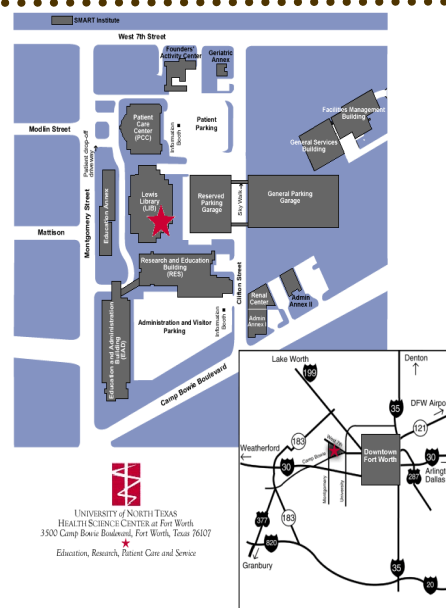 SMART Institute
West 7th Street
Founders'
Activity Center
Geriatric
Annex
Facilities Management
Building
General Services
Building
Patient
Care
Center
(PCC)
Information
Booth
Patient
Parking
Modlin Street
Patient drop-off
driveway
Montgomery Street
Education Annex
Lewis
Library
(LIB)
Reserved
Parking
Garage
Sky Walk
General Parking
Garage
Mattison
Research and Education
Building
(RES)
Clifton Street
Renal
Center
Admin
Annex II
Admin
Annex I
Education and Administration
Building
(EAD)
Administration and Visitor
Parking
Information
Booth
Camp Bowie Boulevard
Lake Worth
Denton
199
35
DFW Airpo
121
183
Weatherford
Camp Bowie
Downtown
Fort Worth
30
30
Arlingt
Dallas
287
Montgomery
University
377
183
820
Granbury
35
20
UNIVERSITY of NORTH TEXAS
HEALTH SCIENCE CENTER at Fort Worth
3500 Camp Bowie Boulevard, Fort Worth, Texas 76107
Education, Research, Patient Care and Service